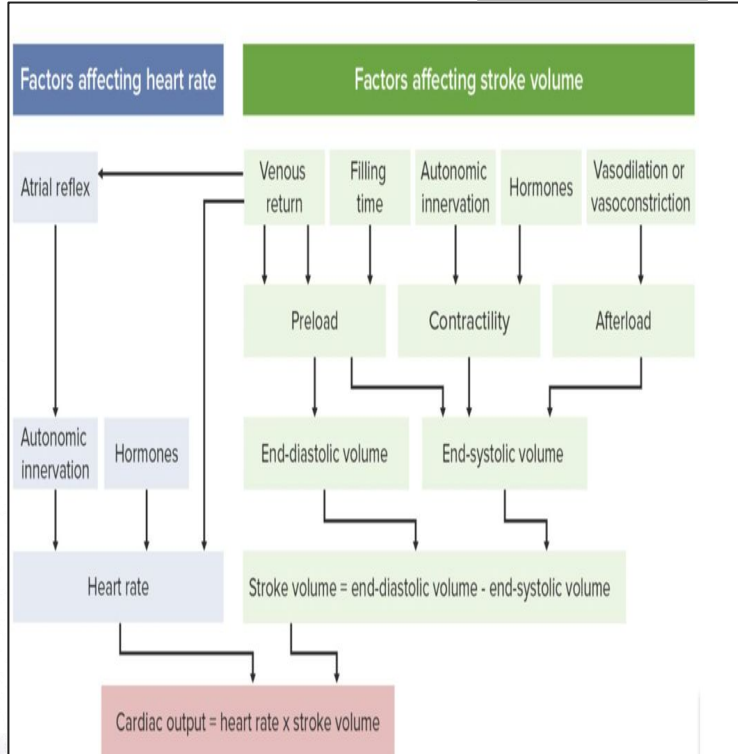 Factors affecting heart rate
Factors affecting stroke volume
Atrial reflex
Venous
return
Filling
time
Autonomic
innervation
Hormones
Vasodilation or
vasoconstriction
Preload
Contractility
Afterload
Autonomic
innervation
Hormones
End-diastolic volume
End-systolic volume
Heart rate
Stroke volume = end-diastolic volume - end-systolic volume
Cardiac output = heart rate x stroke volume